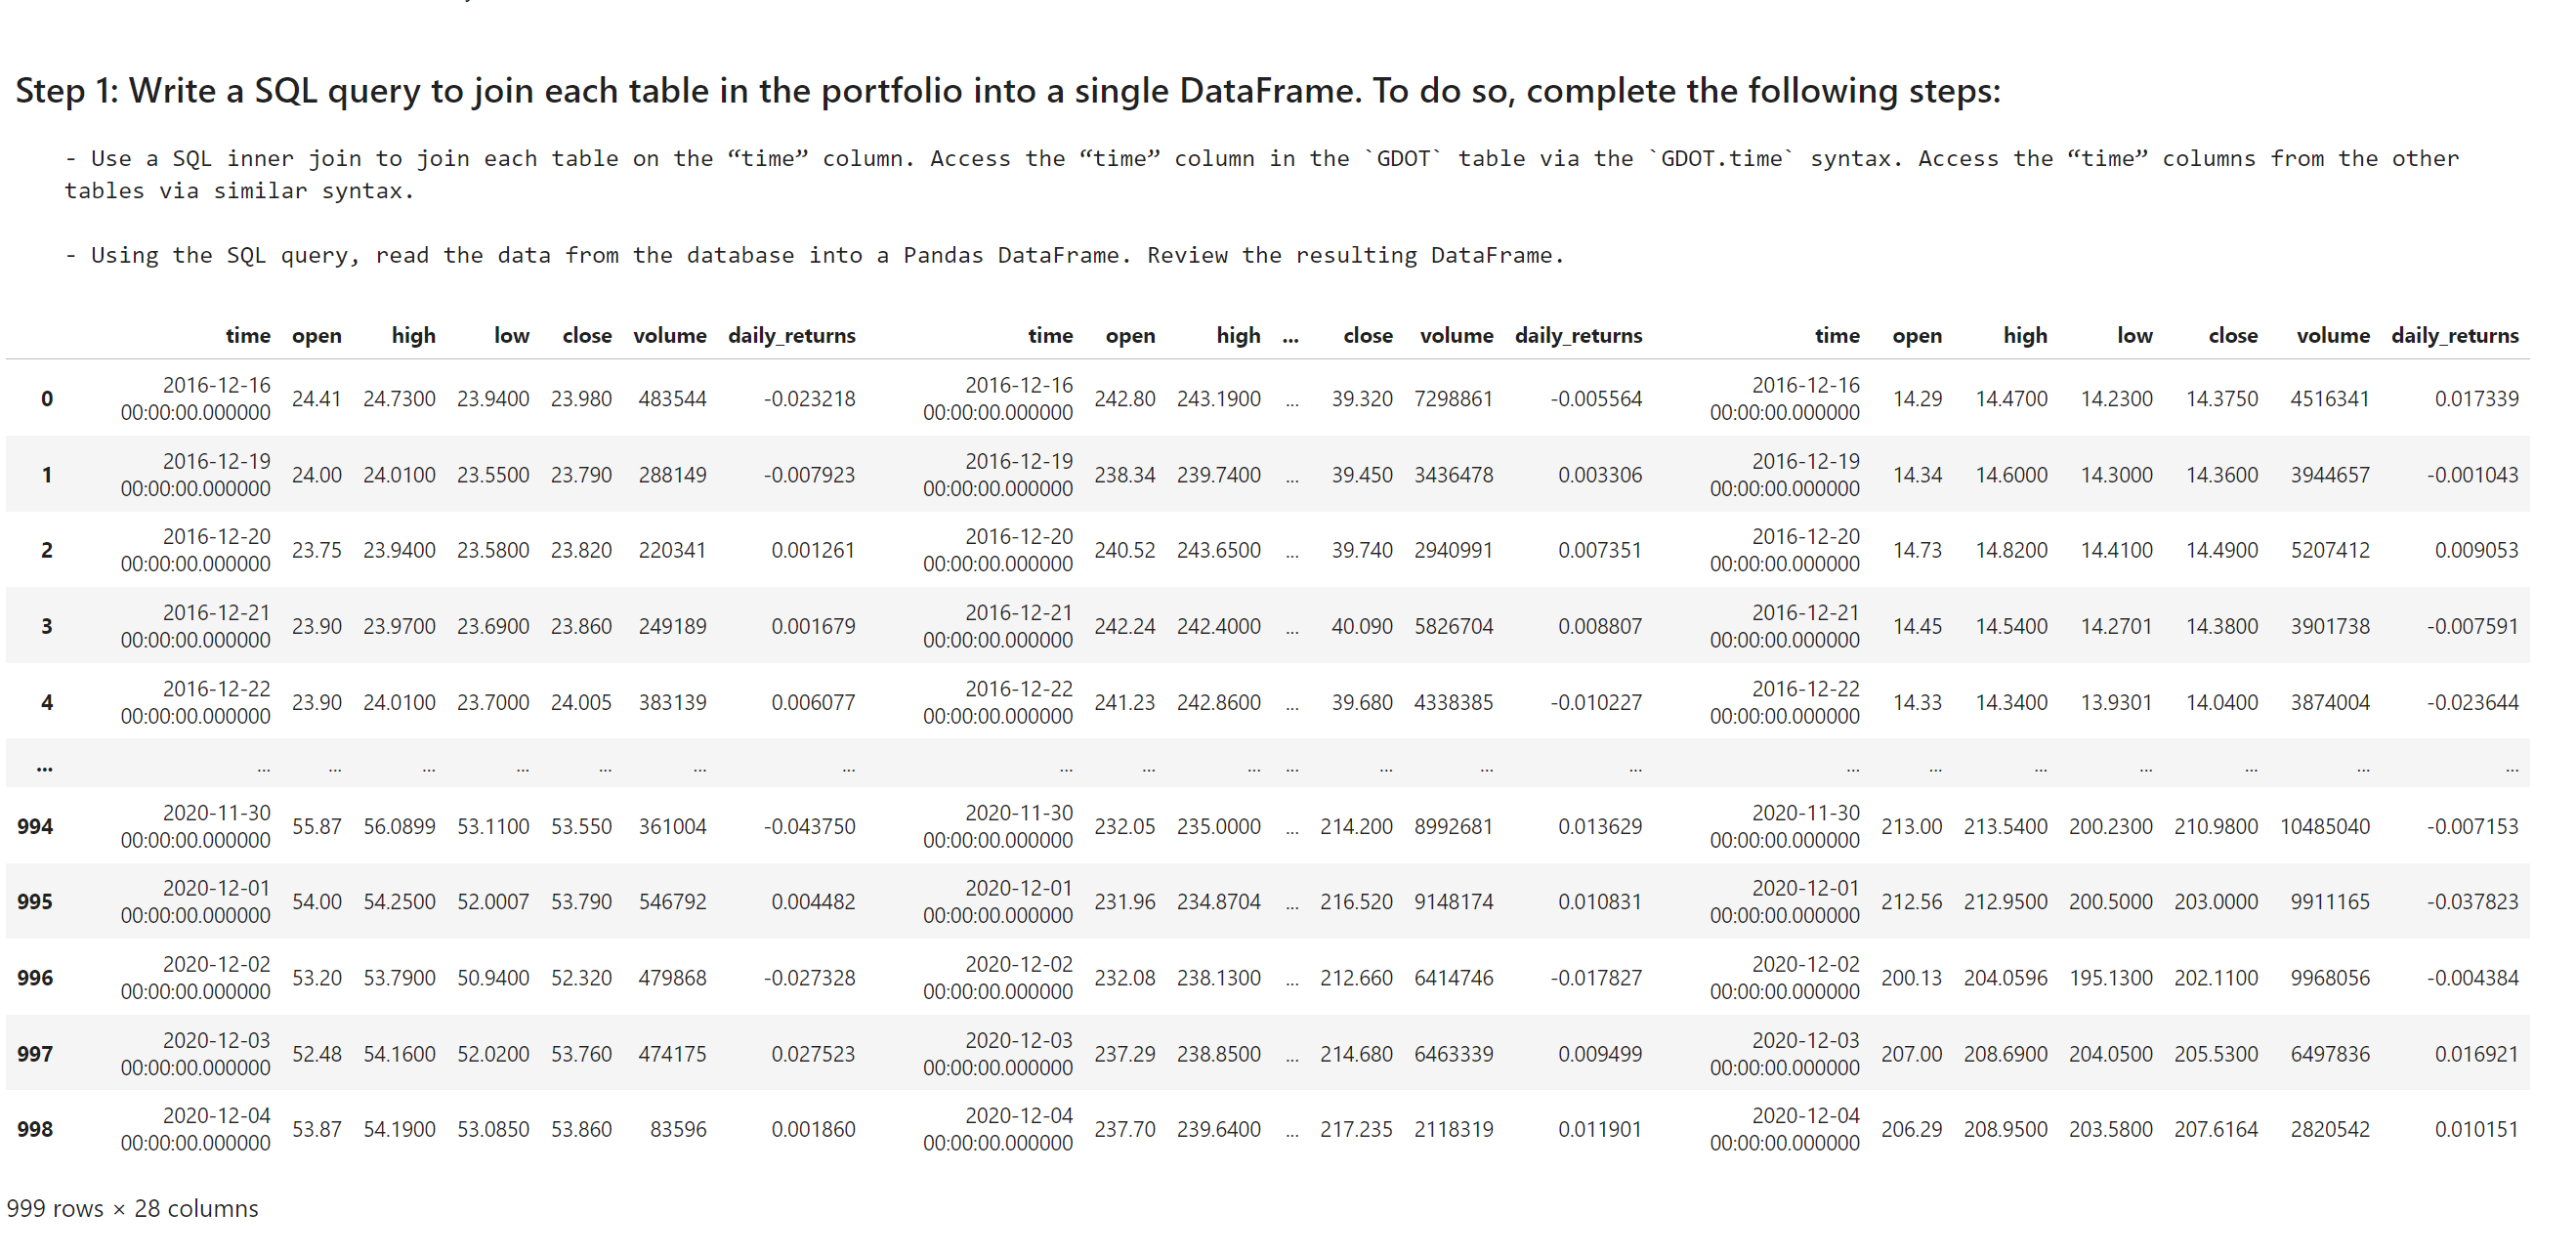 Step 1: Write a SQL query to join each table in the portfolio into a single DataFrame. To do so, complete the following steps:
- Use a SQL inner join to join each table on the “time” column. Access the “time” column in the `GDOT` table via the `GDOT.time` syntax. Access the “time” columns from the other
tables via similar syntax.
- Using the SQL query, read the data from the database into a Pandas DataFrame. Review the resulting DataFrame.
time open high low close volume daily_returns time open high ... close volume daily_returns time open high low close volume daily_returns
0 2016-12-16 00:00:00.000000 24.41 24.7300 23.9400 23.980 483544 -0.023218 2016-12-16 00:00:00.000000 242.80 243.1900 ... 39.320 7298861 -0.005564 2016-12-16 00:00:00.000000 14.29 14.4700 14.2300 14.3750 4516341 0.017339
1 2016-12-19 00:00:00.000000 24.00 24.0100 23.5500 23.790 288149 -0.007923 2016-12-19 00:00:00.000000 238.34 239.7400 ... 39.450 3436478 0.003306 2016-12-19 00:00:00.000000 14.34 14.6000 14.3000 14.3600 3944657 -0.001043
2 2016-12-20 00:00:00.000000 23.75 23.9400 23.5800 23.820 220341 0.001261 2016-12-20 00:00:00.000000 240.52 243.6500 ... 39.740 2940991 0.007351 2016-12-20 00:00:00.000000 14.73 14.8200 14.4100 14.4900 5207412 0.009053
3 2016-12-21 00:00:00.000000 23.90 23.9700 23.6900 23.860 249189 0.001679 2016-12-21 00:00:00.000000 242.24 242.4000 ... 40.090 5826704 0.008807 2016-12-21 00:00:00.000000 14.45 14.5400 14.2701 14.3800 3901738 -0.007591
4 2016-12-22 00:00:00.000000 23.90 24.0100 23.7000 24.005 383139 0.006077 2016-12-22 00:00:00.000000 241.23 242.8600 ... 39.680 4338385 -0.010227 2016-12-22 00:00:00.000000 14.33 14.3400 13.9301 14.0400 3874004 -0.023644
... ... ... ... ... ... ... ... ... ... ... ... ... ... ... ... ... ... ... ... ... ...
994 2020-11-30 00:00:00.000000 55.87 56.0899 53.1100 53.550 361004 -0.043750 2020-11-30 00:00:00.000000 232.05 235.0000 ... 214.200 8992681 0.013629 2020-11-30 00:00:00.000000 213.00 213.5400 200.2300 210.9800 10485040 -0.007153
995 2020-12-01 00:00:00.000000 54.00 54.2500 52.0007 53.790 546792 0.004482 2020-12-01 00:00:00.000000 231.96 234.8704 ... 216.520 9148174 0.010831 2020-12-01 00:00:00.000000 212.56 212.9500 200.5000 203.0000 9911165 -0.037823
996 2020-12-02 00:00:00.000000 53.20 53.7900 50.9400 52.320 479868 -0.027328 2020-12-02 00:00:00.000000 232.08 238.1300 ... 212.660 6414746 -0.017827 2020-12-02 00:00:00.000000 200.13 204.0596 195.1300 202.1100 9968056 -0.004384
997 2020-12-03 00:00:00.000000 52.48 54.1600 52.0200 53.760 474175 0.027523 2020-12-03 00:00:00.000000 237.29 238.8500 ... 214.680 6463339 0.009499 2020-12-03 00:00:00.000000 207.00 208.6900 204.0500 205.5300 6497836 0.016921
998 2020-12-04 00:00:00.000000 53.87 54.1900 53.0850 53.860 83596 0.001860 2020-12-04 00:00:00.000000 237.70 239.6400 ... 217.235 2118319 0.011901 2020-12-04 00:00:00.000000 206.29 208.9500 203.5800 207.6164 2820542 0.010151
999 rows × 28 columns